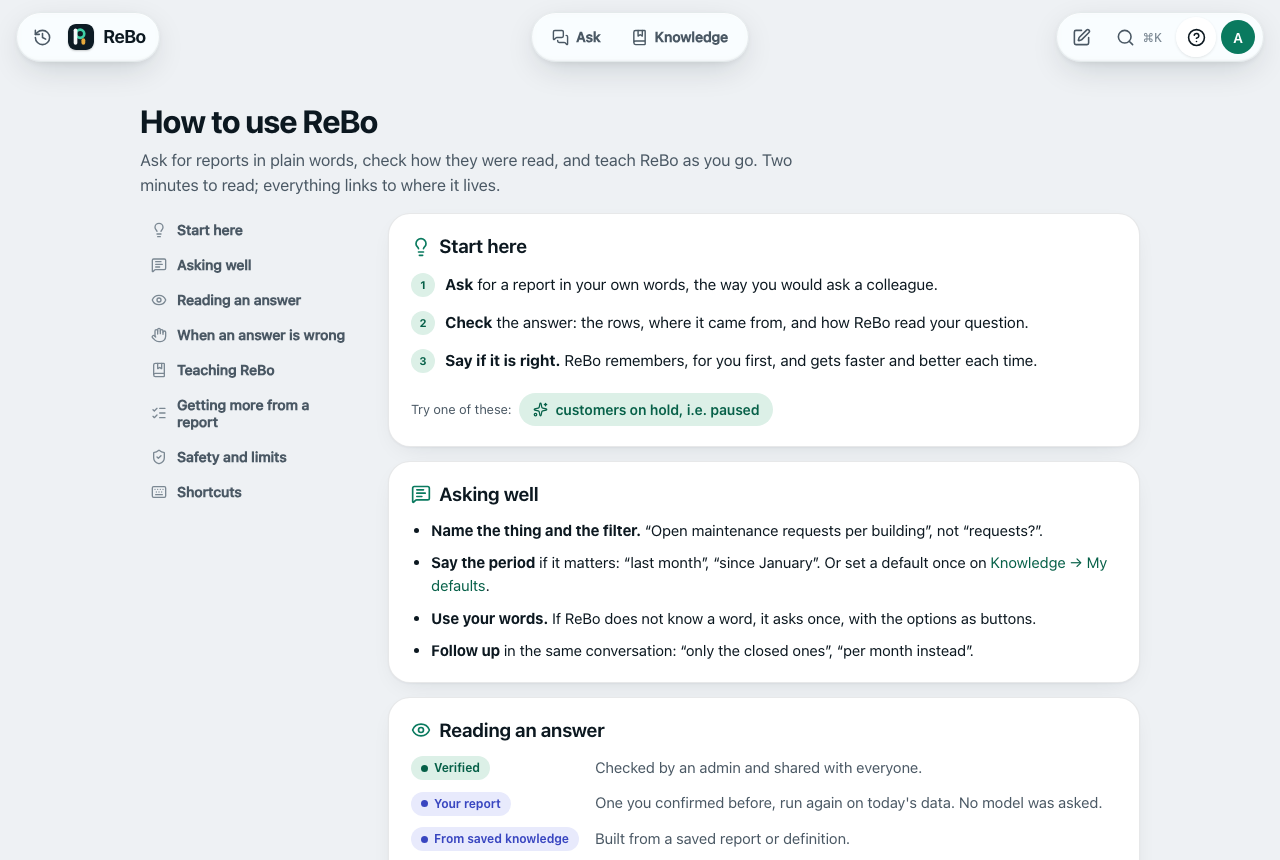 ReBo
Ask
Knowledge
⌘K
A
How to use ReBo
Ask for reports in plain words, check how they were read, and teach ReBo as you go. Two
minutes to read; everything links to where it lives.
Start here
Asking well
Reading an answer
When an answer is wrong
Teaching ReBo
Getting more from a
report
Safety and limits
Shortcuts
Start here
1 Ask for a report in your own words, the way you would ask a colleague.
2 Check the answer: the rows, where it came from, and how ReBo read your question.
3 Say if it is right. ReBo remembers, for you first, and gets faster and better each time.
Try one of these: customers on hold, i.e. paused
Asking well
• Name the thing and the filter. “Open maintenance requests per building”, not “requests?”.
• Say the period if it matters: “last month”, “since January”. Or set a default once on Knowledge → My
defaults.
• Use your words. If ReBo does not know a word, it asks once, with the options as buttons.
• Follow up in the same conversation: “only the closed ones”, “per month instead”.
Reading an answer
Verified Checked by an admin and shared with everyone.
Your report One you confirmed before, run again on today's data. No model was asked.
From saved knowledge Built from a saved report or definition.